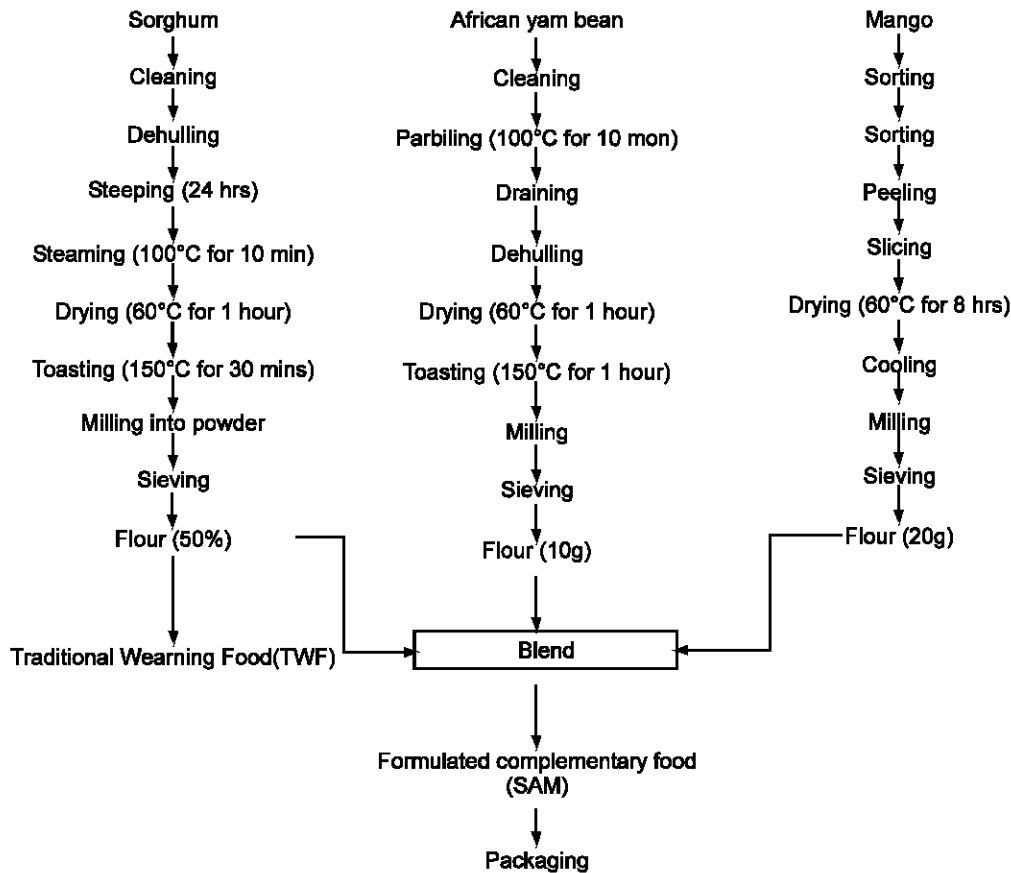 Sorghum
Cleaning
Dehulling
Steeping (24 hrs)
Steaming (100°C for 10 min)
Drying (60°C for 1 hour)
Toasting (150°C for 30 mins)
Milling into powder
Sieving
Flour (50%)
Traditional Wearning Food(TWF)
African yam bean
Cleaning
Parbiling (100°C for 10 mon)
Draining
Dehulling
Drying (60°C for 1 hour)
Toasting (150°C for 1 hour)
Milling
Sieving
Flour (10g)
Mango
Sorting
Sorting
Peeling
Slicing
Drying (60°C for 8 hrs)
Cooling
Milling
Sieving
Flour (20g)
Blend
Formulated complementary food
(SAM)
Packaging